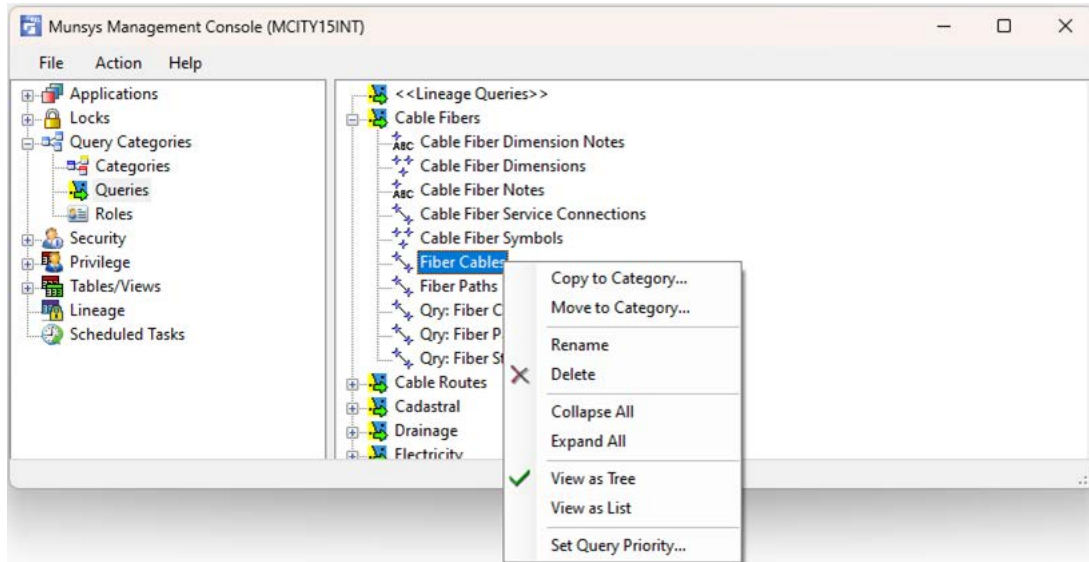 Munsys Management Console (MCITY15INT)
File Action Help
Applications
Locks
Query Categories
Categories
Queries
Roles
Security
Privilege
Tables/Views
Lineage
Scheduled Tasks
<<Lineage Queries>>
Cable Fibers
ABC Cable Fiber Dimension Notes
Cable Fiber Dimensions
ABC Cable Fiber Notes
Cable Fiber Service Connections
Cable Fiber Symbols
Fiber Cables
Fiber Paths
Qry: Fiber C
Qry: Fiber P
Qry: Fiber St
Cable Routes
Cadastral
Drainage
Electricity
Copy to Category...
Move to Category...
Rename
Delete
Collapse All
Expand All
View as Tree
View as List
Set Query Priority...